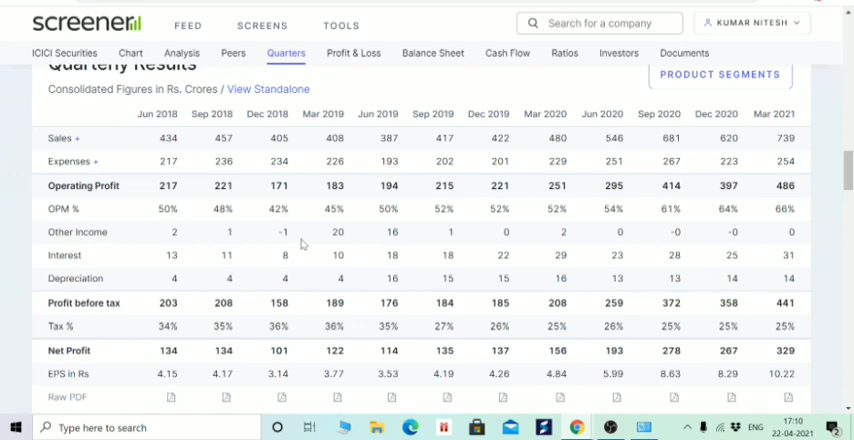 screener FEED SCREENS TOOLS Search for a company KUMAR NITESH
ICICI Securities Chart Analysis Peers Quarters Profit & Loss Balance Sheet Cash Flow Ratios Investors Documents
Quarterly Results
PRODUCT SEGMENTS
Consolidated Figures in Rs. Crores / View Standalone
Jun 2018 Sep 2018 Dec 2018 Mar 2019 Jun 2019 Sep 2019 Dec 2019 Mar 2020 Jun 2020 Sep 2020 Dec 2020 Mar 2021
Sales + 434 457 405 408 387 417 422 480 546 681 620 739
Expenses + 217 236 234 226 193 202 201 229 251 267 223 254
Operating Profit 217 221 171 183 194 215 221 251 295 414 397 486
OPM % 50% 48% 42% 45% 50% 52% 52% 52% 54% 61% 64% 66%
Other Income 2 1 -1 20 16 1 0 2 0 -0 -0 0
Interest 13 11 8 10 18 18 22 29 23 28 25 31
Depreciation 4 4 4 4 16 15 15 16 13 13 14 14
Profit before tax 203 208 158 189 176 184 185 208 259 372 358 441
Tax % 34% 35% 36% 36% 35% 27% 26% 25% 26% 25% 25% 25%
Net Profit 134 134 101 122 114 135 137 156 193 278 267 329
EPS in Rs 4.15 4.17 3.14 3.77 3.53 4.19 4.26 4.84 5.99 8.63 8.29 10.22
Raw PDF
Type here to search ENG 17:10
22-04-2021 2